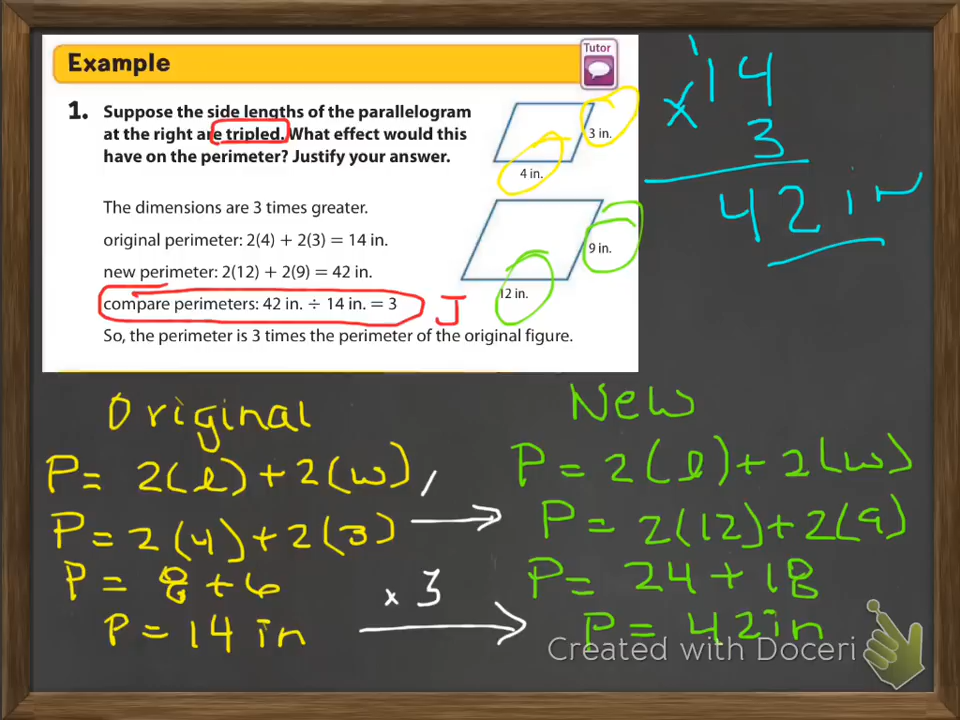 Example
Tutor
1. Suppose the side lengths of the parallelogram
at the right are tripled. What effect would this
have on the perimeter? Justify your answer.
3 in.
4 in.
The dimensions are 3 times greater.
original perimeter: 2(4) + 2(3) = 14 in.
new perimeter: 2(12) + 2(9) = 42 in.
compare perimeters: 42 in. ÷ 14 in. = 3
J
So, the perimeter is 3 times the perimeter of the original figure.
9 in.
12 in.
1
x 14
3
42 in
Original
P = 2(l) + 2(w)
P = 2(4) + 2(3)
P = 8 + 6
P = 14 in
x 3
New
P = 2(l) + 2(w)
P = 2(12) + 2(9)
P = 24 + 18
P = 42 in
Created with Doceri